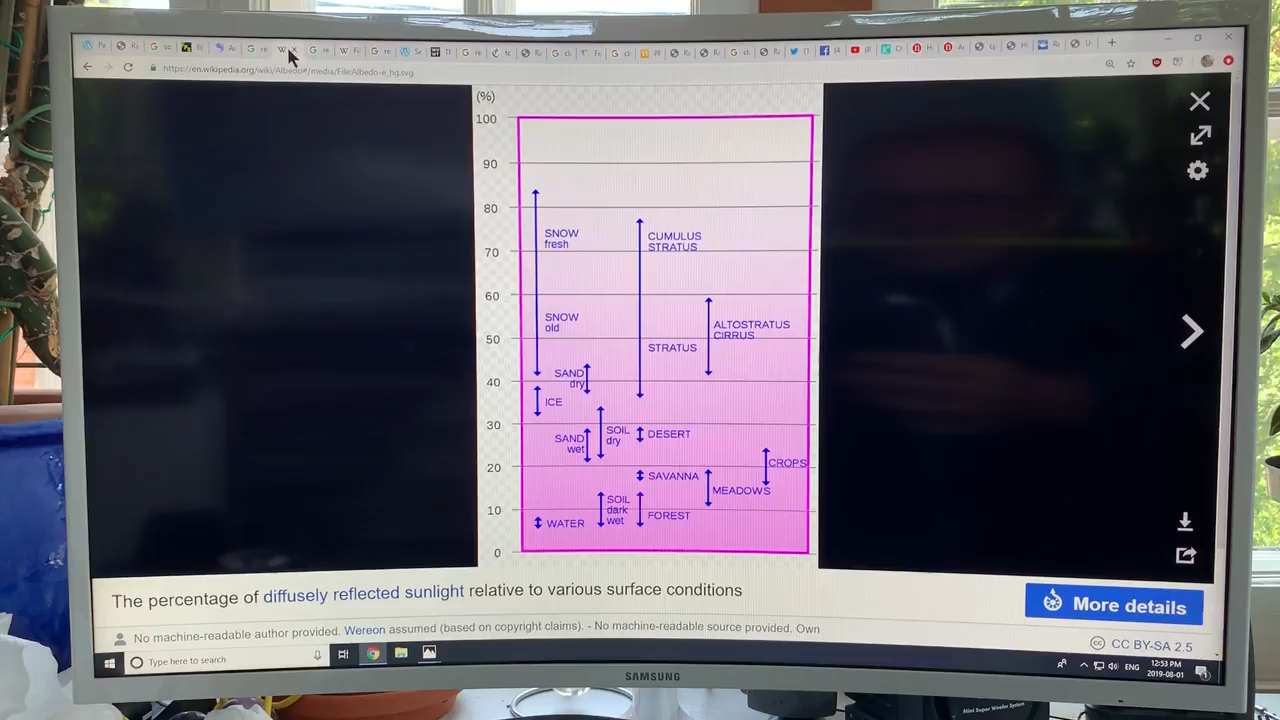 https://en.wikipedia.org/wiki/Albedo#/media/File:Albedo-e_hg.svg
(%)
100
90
80
70
60
50
40
30
20
10
0
SNOW
fresh
CUMULUS
STRATUS
SNOW
old
ALTOSTRATUS
CIRRUS
STRATUS
SAND
dry
ICE
SOIL
dry
DESERT
SAND
wet
CROPS
SAVANNA
MEADOWS
SOIL
dark
wet
FOREST
WATER
The percentage of diffusely reflected sunlight relative to various surface conditions
More details
No machine-readable author provided. Wereon assumed (based on copyright claims). - No machine-readable source provided. Own
CC BY-SA 2.5
Type here to search
ENG
12:53 PM
2019-08-01
SAMSUNG
Mini Super Woofer System